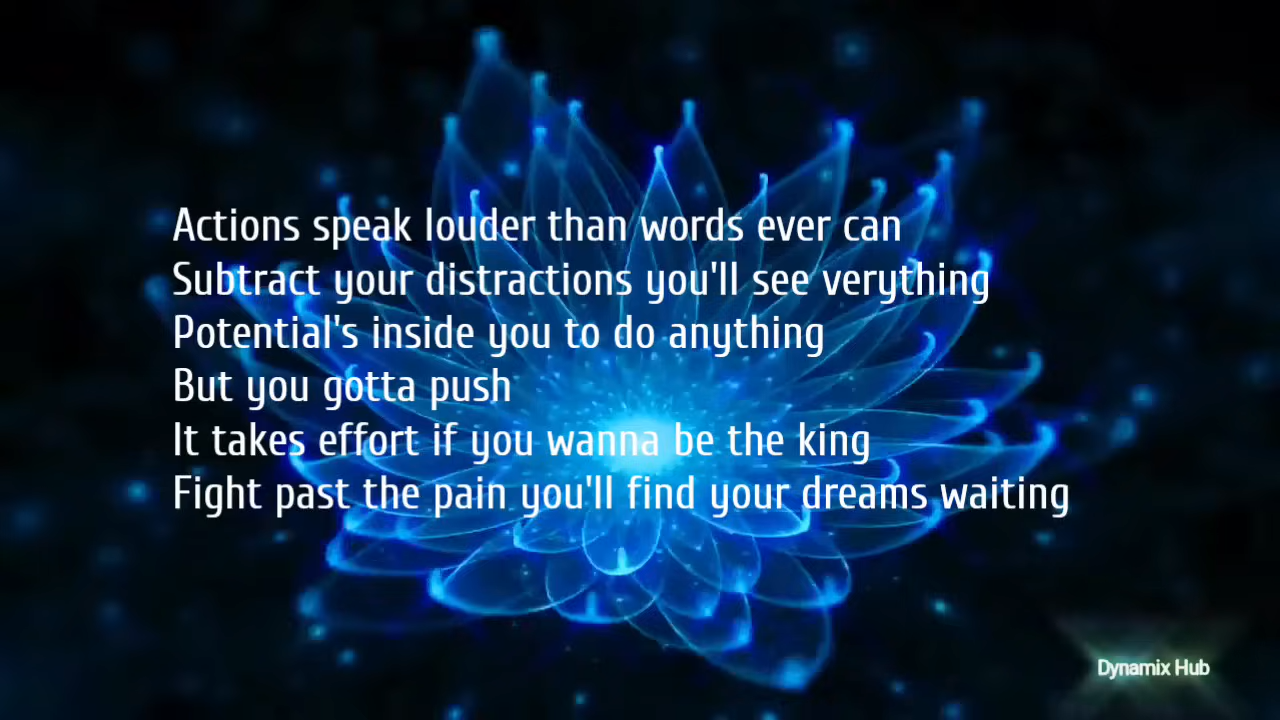 Actions speak louder than words ever can
Subtract your distractions you'll see verything
Potential's inside you to do anything
But you gotta push
It takes effort if you wanna be the king
Fight past the pain you'll find your dreams waiting
Dynamix Hub